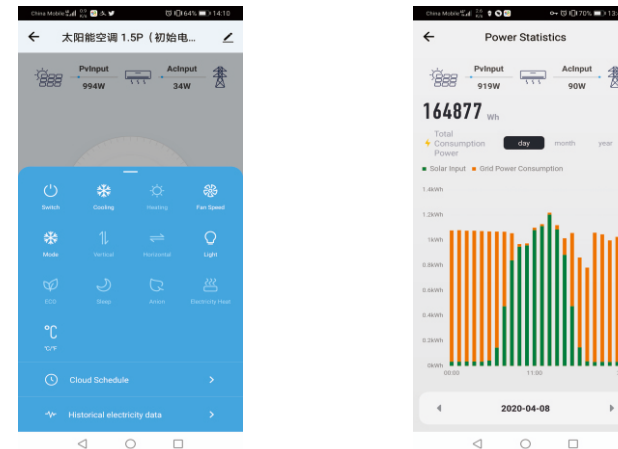 China Mobile 64% 14:10
太阳能空调 1.5P（初始电...
PvInput
AcInput
994W
34W
Switch
Cooling
Heating
Fan Speed
Mode
Vertical
Horizontal
Light
ECO
Sleep
Anion
Electricity Heat
°C
°C/°F
Cloud Schedule
Historical electricity data
China Mobile 70% 13:
Power Statistics
PvInput
AcInput
919W
90W
164877 Wh
Total
Consumption
Power
day
month
year
Solar Input
Grid Power Consumption
1.4kWh
1.2kWh
1kWh
0.8kWh
0.6kWh
0.4kWh
0.2kWh
0kWh
00:00
11:00
2020-04-08